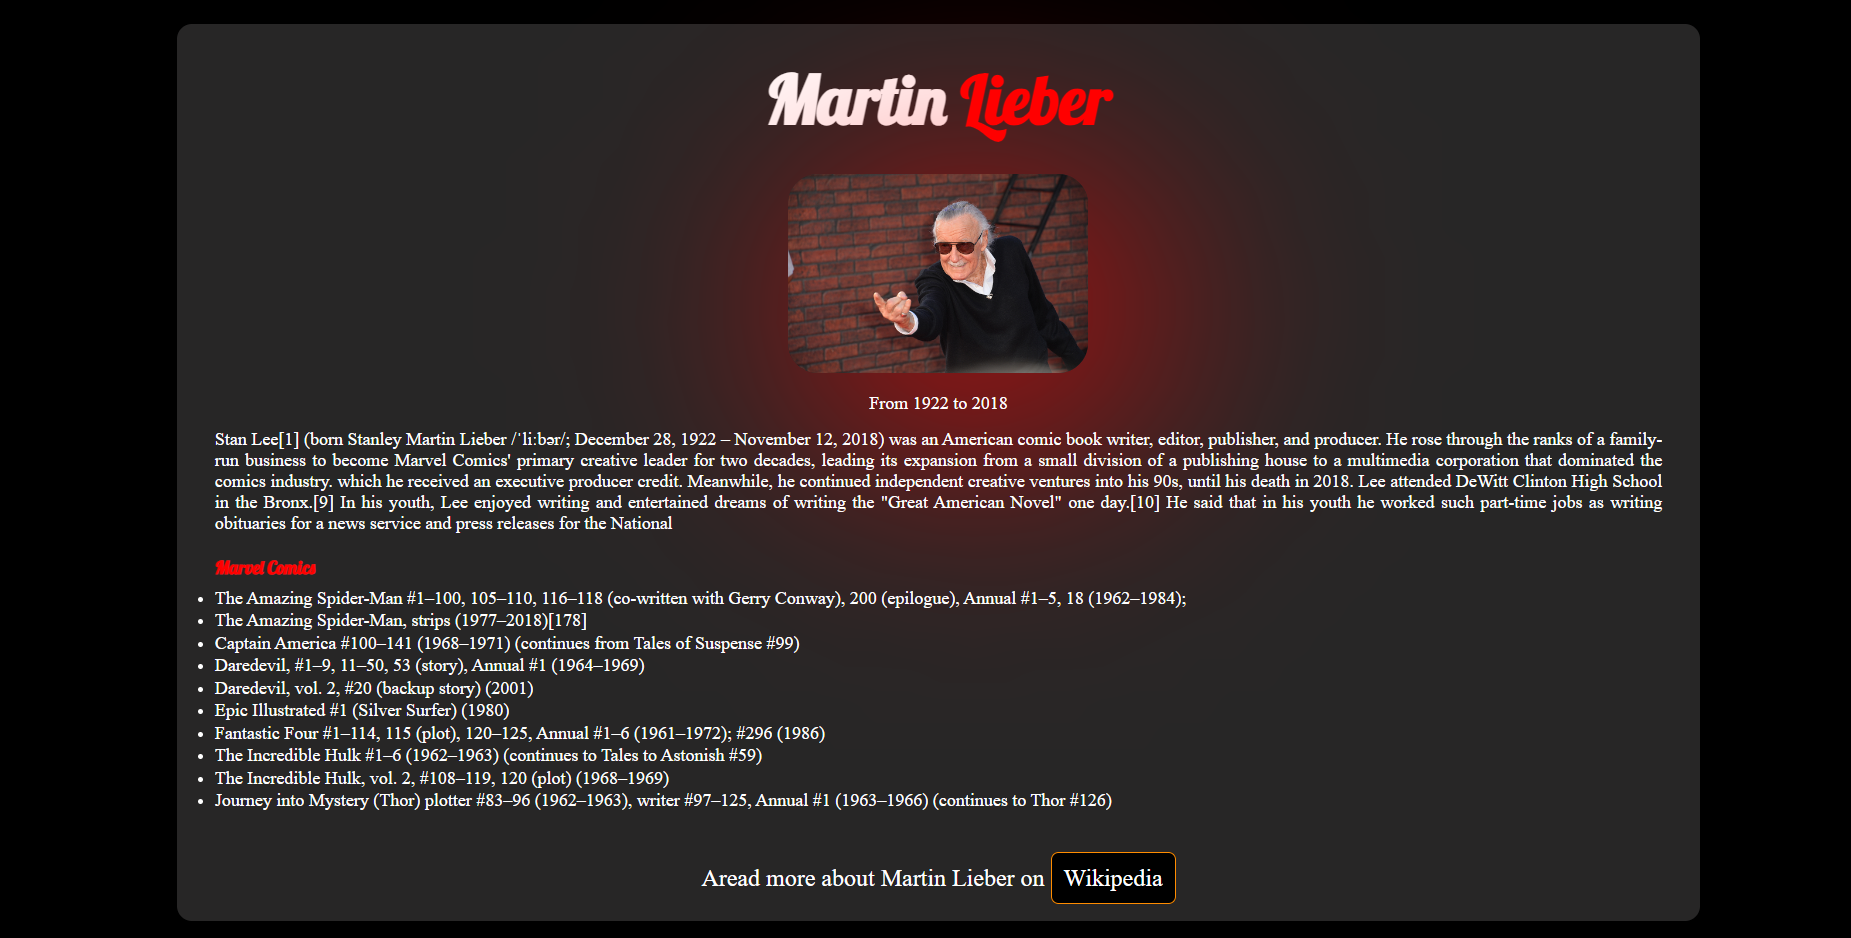 Martin Lieber
From 1922 to 2018
Stan Lee[1] (born Stanley Martin Lieber /ˈliːbər/; December 28, 1922 – November 12, 2018) was an American comic book writer, editor, publisher, and producer. He rose through the ranks of a family-
run business to become Marvel Comics' primary creative leader for two decades, leading its expansion from a small division of a publishing house to a multimedia corporation that dominated the
comics industry. which he received an executive producer credit. Meanwhile, he continued independent creative ventures into his 90s, until his death in 2018. Lee attended DeWitt Clinton High School
in the Bronx.[9] In his youth, Lee enjoyed writing and entertained dreams of writing the "Great American Novel" one day.[10] He said that in his youth he worked such part-time jobs as writing
obituaries for a news service and press releases for the National
Marvel Comics
• The Amazing Spider-Man #1–100, 105–110, 116–118 (co-written with Gerry Conway), 200 (epilogue), Annual #1–5, 18 (1962–1984);
• The Amazing Spider-Man, strips (1977–2018)[178]
• Captain America #100–141 (1968–1971) (continues from Tales of Suspense #99)
• Daredevil, #1–9, 11–50, 53 (story), Annual #1 (1964–1969)
• Daredevil, vol. 2, #20 (backup story) (2001)
• Epic Illustrated #1 (Silver Surfer) (1980)
• Fantastic Four #1–114, 115 (plot), 120–125, Annual #1–6 (1961–1972); #296 (1986)
• The Incredible Hulk #1–6 (1962–1963) (continues to Tales to Astonish #59)
• The Incredible Hulk, vol. 2, #108–119, 120 (plot) (1968–1969)
• Journey into Mystery (Thor) plotter #83–96 (1962–1963), writer #97–125, Annual #1 (1963–1966) (continues to Thor #126)
Aread more about Martin Lieber on Wikipedia